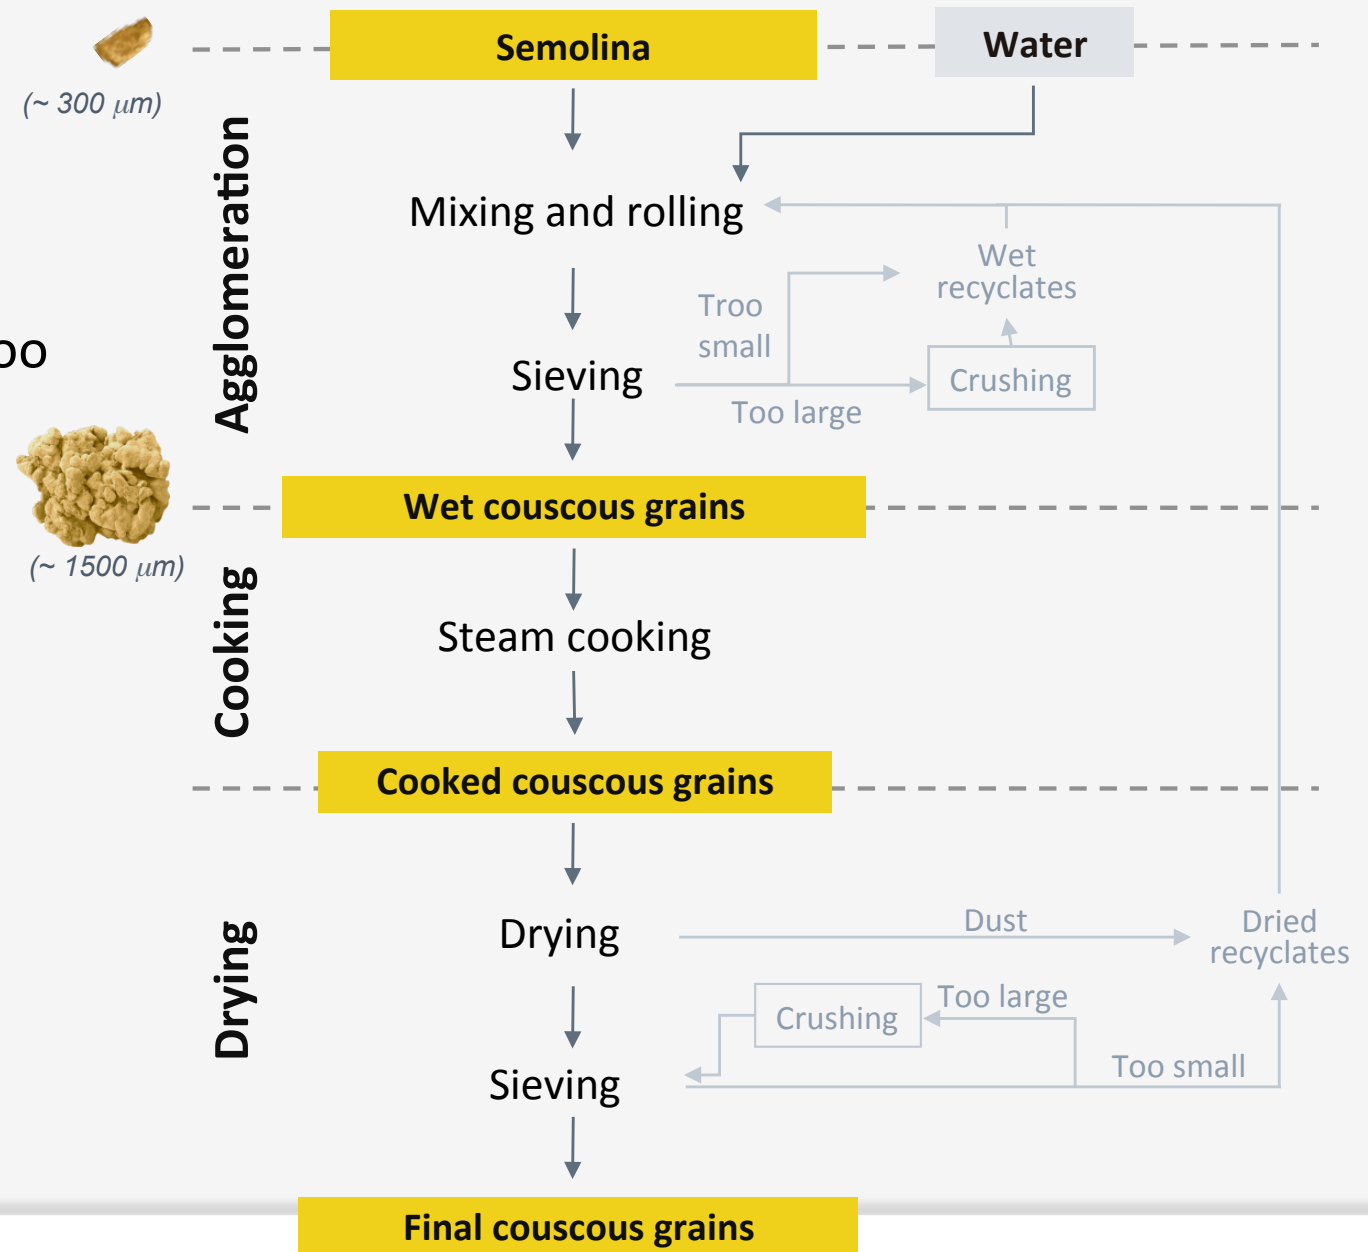 Semolina
Water
(~ 300 μm)
Agglomeration
Mixing and rolling
Wet
recyclates
Troo
small
oo
Sieving
Crushing
Too large
Wet couscous grains
(~ 1500 μm)
Cooking
Steam cooking
Cooked couscous grains
Drying
Drying
Dust
Dried
recyclates
Crushing
Too large
Sieving
Too small
Final couscous grains